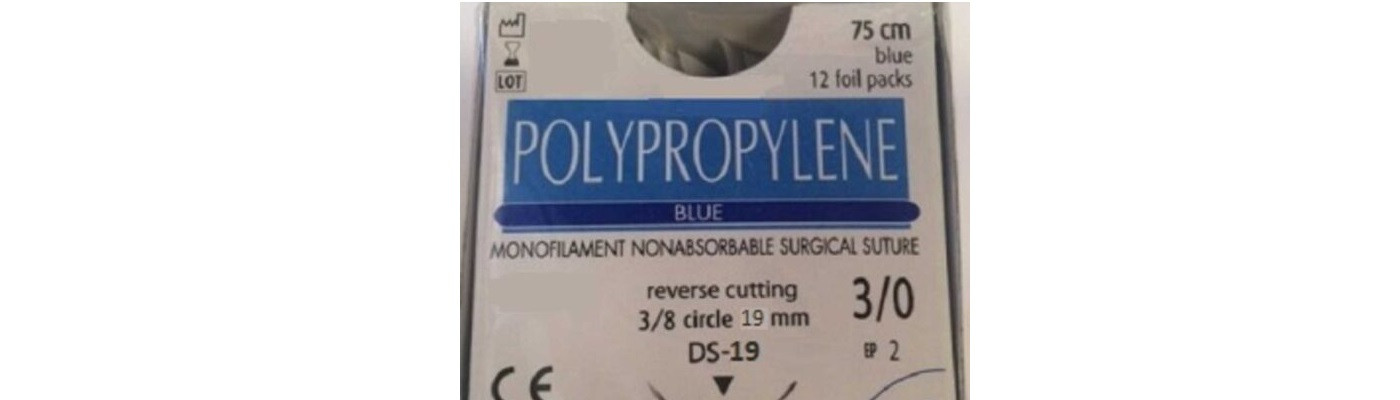 75 cm
blue
LOT
12 foil packs
POLYPROPYLENE
BLUE
MONOFILAMENT NONABSORBABLE SURGICAL SUTURE
reverse cutting
3/0
3/8 circle 19 mm
DS-19
EP 2
CE